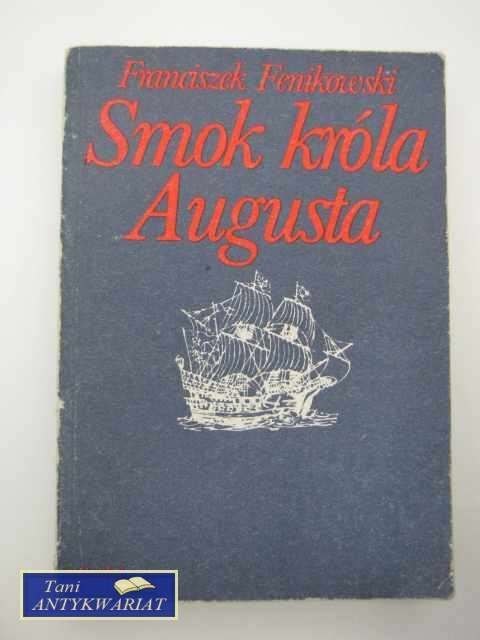 Franciszek Fenikowski
Smok króla
Augusta
Tani
ANTYKWARIAT